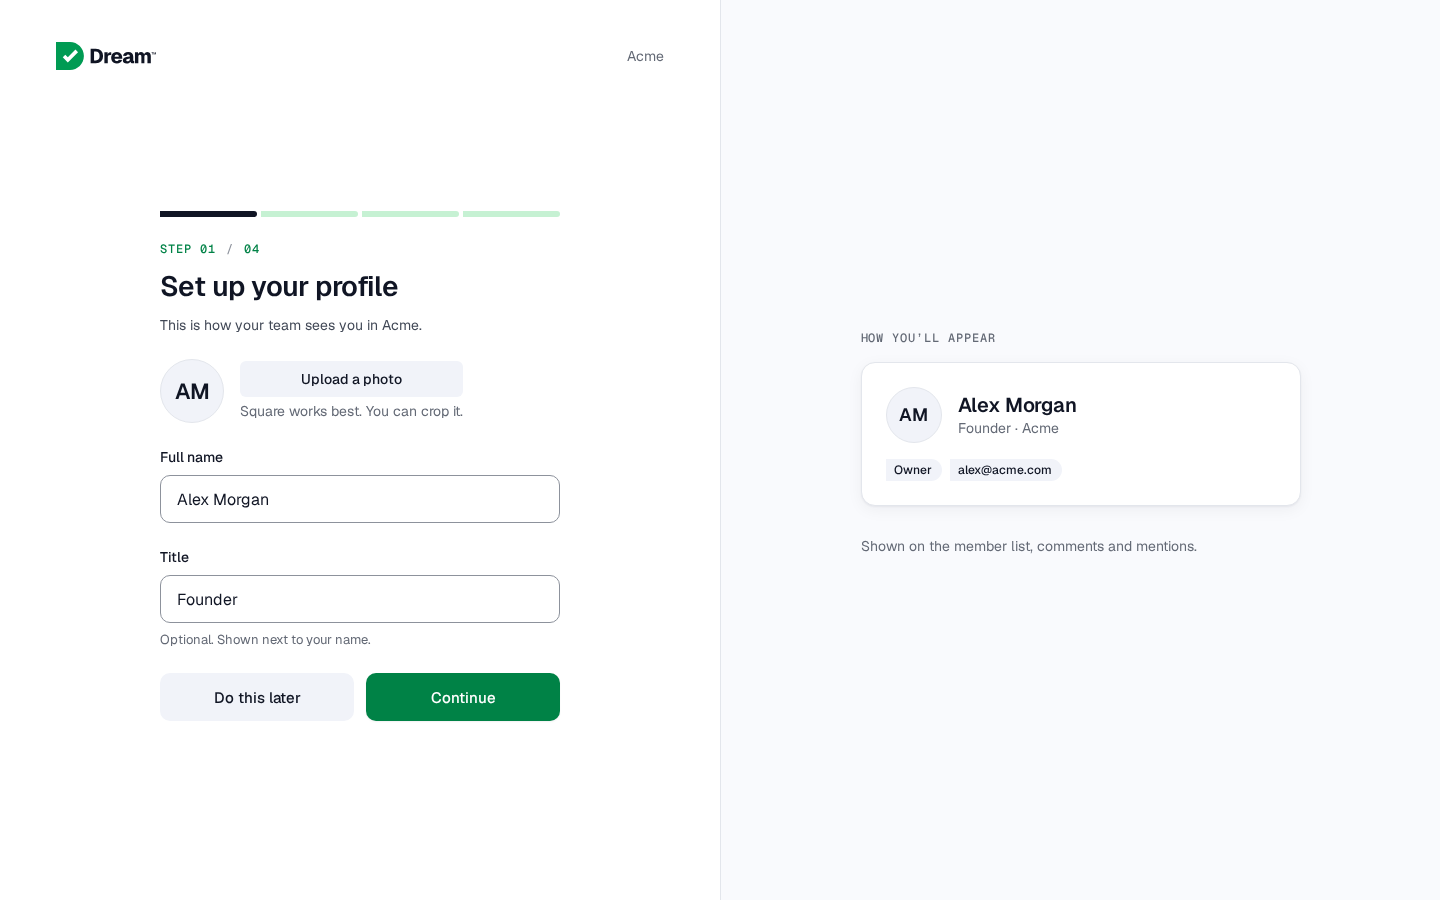 Dream™
Acme
STEP 01 / 04
Set up your profile
This is how your team sees you in Acme.
AM
Upload a photo
Square works best. You can crop it.
Full name
Alex Morgan
Title
Founder
Optional. Shown next to your name.
Do this later
Continue
HOW YOU'LL APPEAR
AM
Alex Morgan
Founder · Acme
Owner
alex@acme.com
Shown on the member list, comments and mentions.